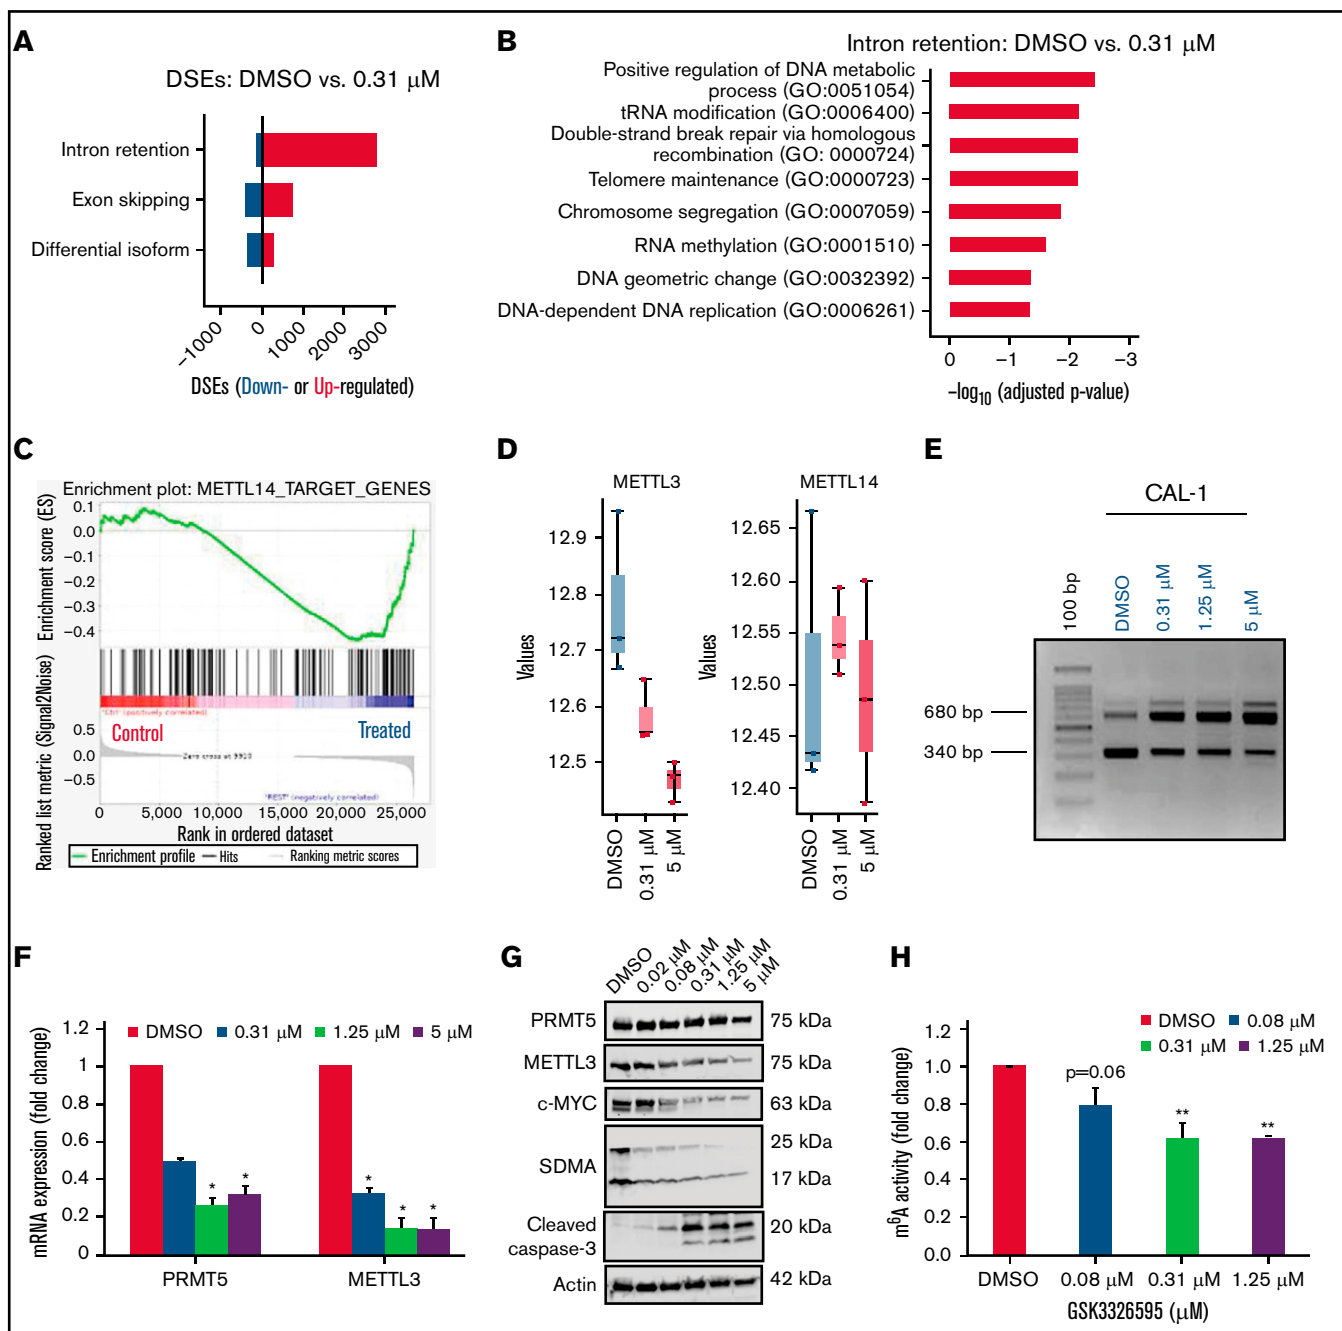 A
DSEs: DMSO vs. 0.31 μM
Intron retention
Exon skipping
Differential isoform
−1000
0
1000
2000
3000
DSEs (Down- or Up-regulated)
B
Intron retention: DMSO vs. 0.31 μM
Positive regulation of DNA metabolic
process (GO:0051054)
tRNA modification (GO:0006400)
Double-strand break repair via homologous
recombination (GO: 0000724)
Telomere maintenance (GO:0000723)
Chromosome segregation (GO:0007059)
RNA methylation (GO:0001510)
DNA geometric change (GO:0032392)
DNA-dependent DNA replication (GO:0006261)
0 −1 −2 −3
−log10 (adjusted p-value)
C
Enrichment plot: METTL14_TARGET_GENES
Enrichment score (ES)
0.1
0.0
−0.1
−0.2
−0.3
−0.4
(positively correlated)
Control
Treated
Ranked list metric (Signal2Noise)
0.5
0.0
−0.5
Zero cross at 9910
'REST' (negatively correlated)
0 5,000 10,000 15,000 20,000 25,000
Rank in ordered dataset
Enrichment profile Hits Ranking metric scores
D
METTL3
Values
12.9
12.8
12.7
12.6
12.5
DMSO
0.31 μM
5 μM
METTL14
Values
12.65
12.60
12.55
12.50
12.45
12.40
DMSO
0.31 μM
5 μM
E
CAL-1
100 bp
DMSO
0.31 μM
1.25 μM
5 μM
680 bp
340 bp
F
mRNA expression (fold change)
DMSO 0.31 μM 1.25 μM 5 μM
1.2
1
0.8
0.6
0.4
0.2
0
* *
* * *
PRMT5 METTL3
G
DMSO
0.02 μM
0.08 μM
0.31 μM
1.25 μM
5 μM
PRMT5 75 kDa
METTL3 75 kDa
c-MYC 63 kDa
25 kDa
SDMA
17 kDa
Cleaved
caspase-3
20 kDa
Actin 42 kDa
H
m6A activity (fold change)
DMSO 0.08 μM
0.31 μM 1.25 μM
1.2
1.0
0.8
0.6
0.4
0.2
0.0
p=0.06
** **
DMSO 0.08 μM 0.31 μM 1.25 μM
GSK3326595 (μM)